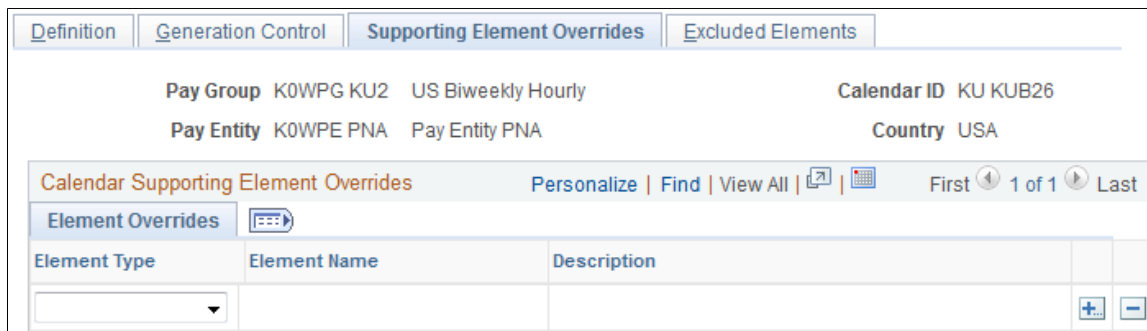 Definition Generation Control Supporting Element Overrides Excluded Elements
Pay Group K0WPG KU2 US Biweekly Hourly Calendar ID KU KUB26
Pay Entity K0WPE PNA Pay Entity PNA Country USA
Calendar Supporting Element Overrides Personalize | Find | View All | | First 1 of 1 Last
Element Overrides
Element Type Element Name Description